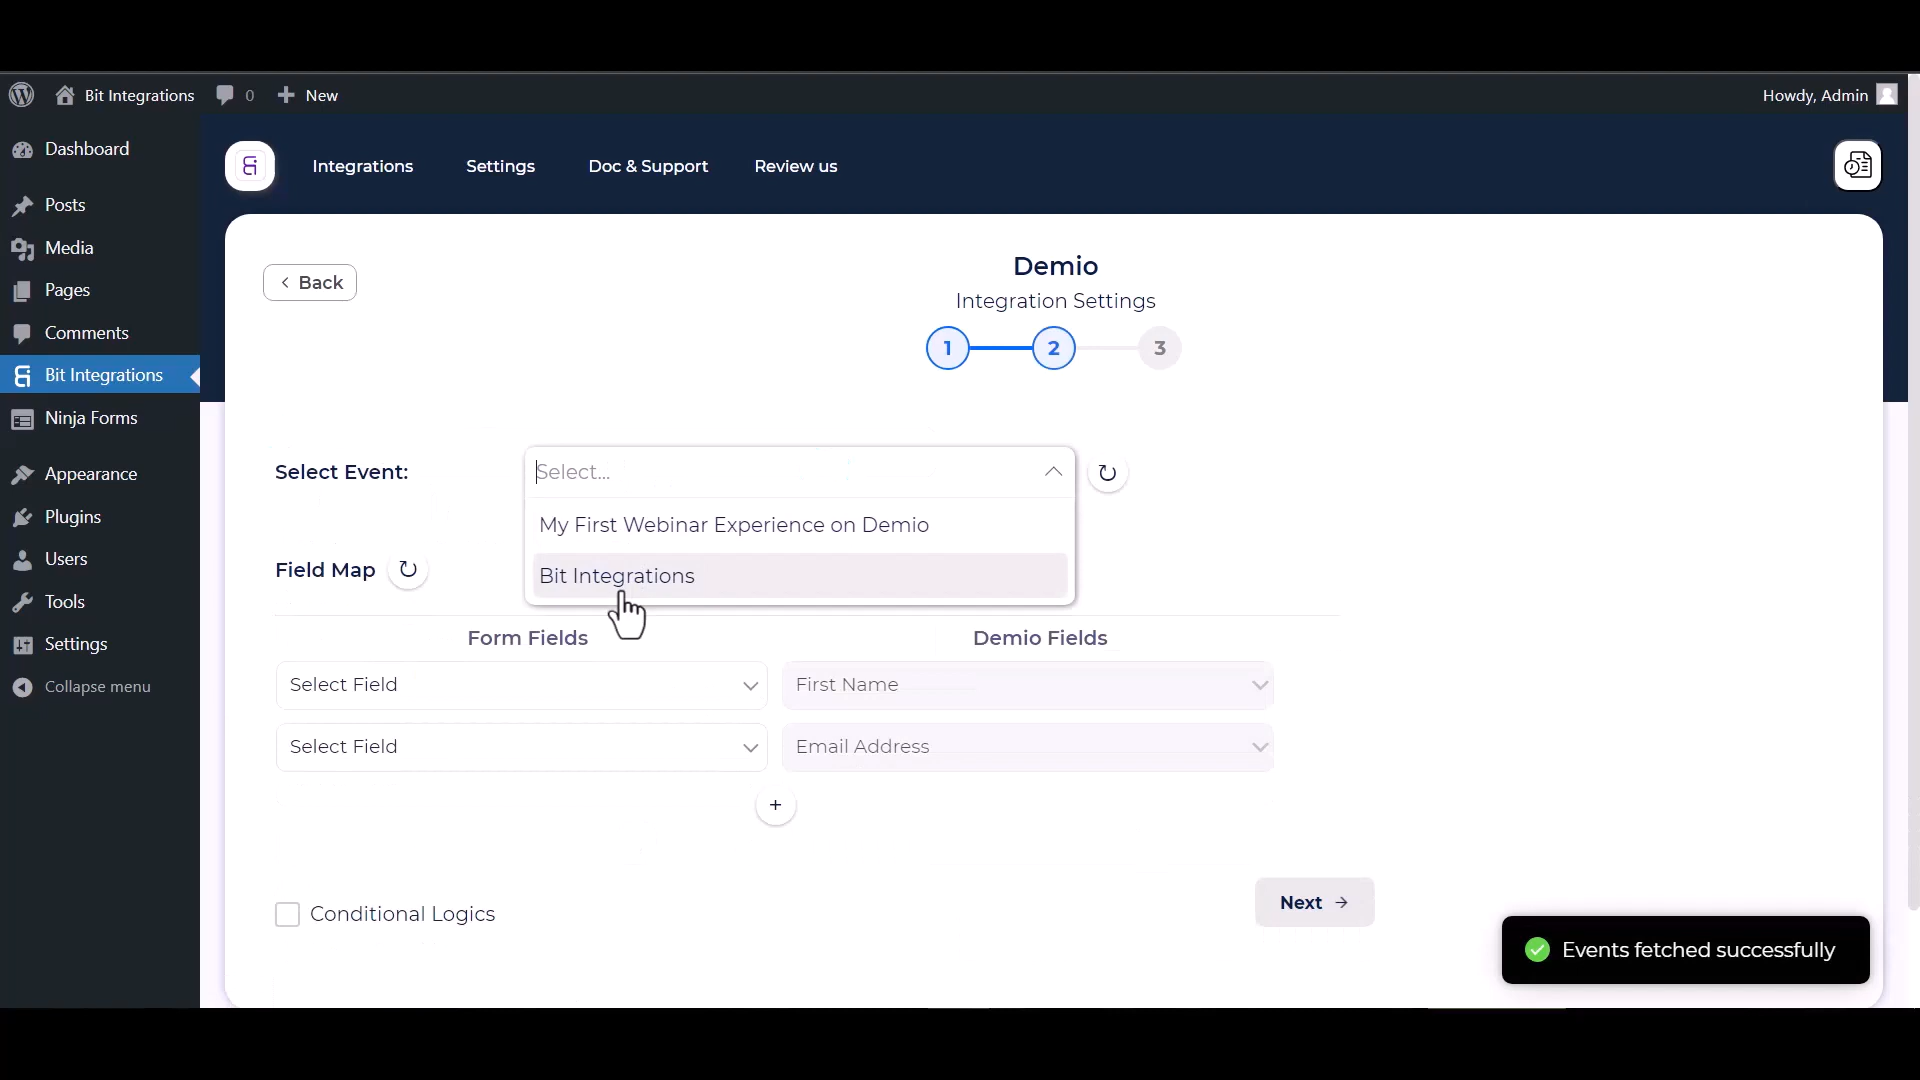 Bit Integrations 0 New Howdy, Admin
Dashboard
Posts
Media
Pages
Comments
Bit Integrations
Ninja Forms
Appearance
Plugins
Users
Tools
Settings
Collapse menu
Integrations Settings Doc & Support Review us
Back
Demio
Integration Settings
1 2 3
Select Event: Select...
My First Webinar Experience on Demio
Bit Integrations
Field Map
Form Fields Demio Fields
Select Field First Name
Select Field Email Address
+
Conditional Logics
Next
Events fetched successfully